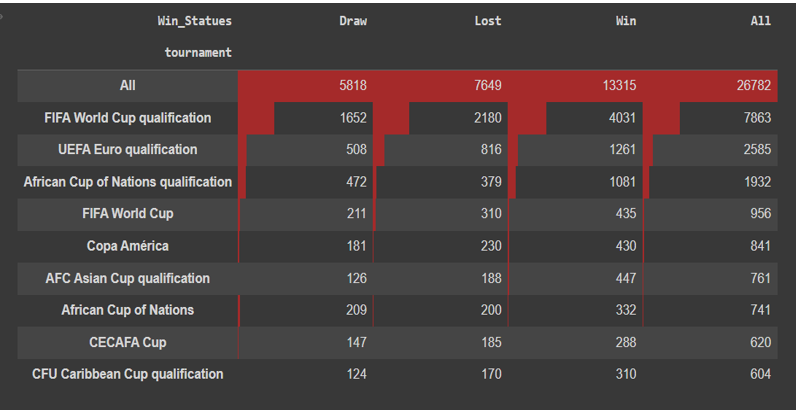 Win_Statues Draw Lost Win All
tournament
All 5818 7649 13315 26782
FIFA World Cup qualification 1652 2180 4031 7863
UEFA Euro qualification 508 816 1261 2585
African Cup of Nations qualification 472 379 1081 1932
FIFA World Cup 211 310 435 956
Copa América 181 230 430 841
AFC Asian Cup qualification 126 188 447 761
African Cup of Nations 209 200 332 741
CECAFA Cup 147 185 288 620
CFU Caribbean Cup qualification 124 170 310 604